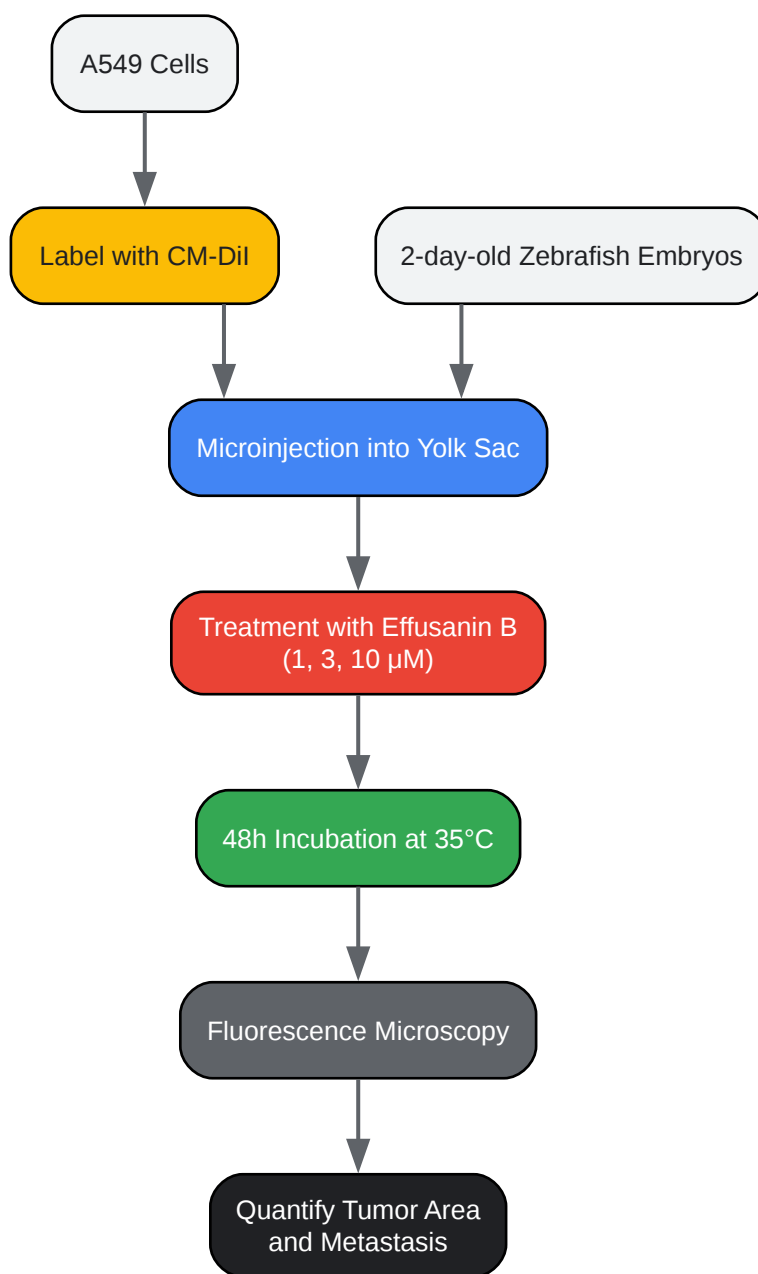 A549 Cells
Label with CM-DiI
2-day-old Zebrafish Embryos
Microinjection into Yolk Sac
Treatment with Effusanin B
(1, 3, 10 μM)
48h Incubation at 35°C
Fluorescence Microscopy
Quantify Tumor Area
and Metastasis